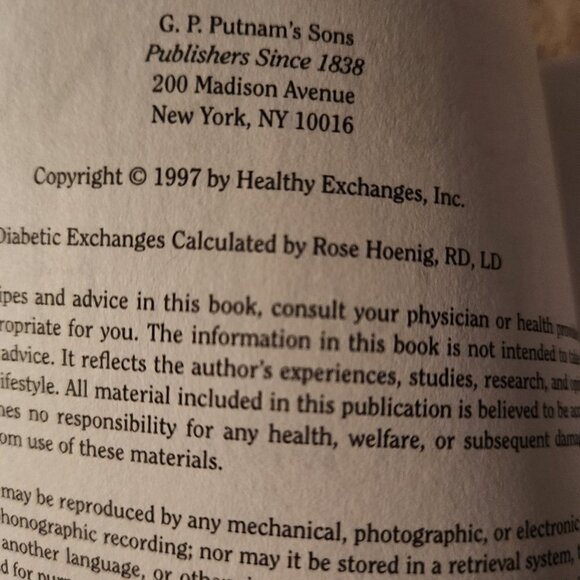 G. P. Putnam's Sons
Publishers Since 1838
200 Madison Avenue
New York, NY 10016
Copyright © 1997 by Healthy Exchanges, Inc.
Diabetic Exchanges Calculated by Rose Hoenig, RD, LD
ipes and advice in this book, consult your physician or health
ropriate for you. The information in this book is not intended to
advice. It reflects the author's experiences, studies, research, and
ifestyle. All material included in this publication is believed to be
nes no responsibility for any health, welfare, or subsequent dama
om use of these materials.
may be reproduced by any mechanical, photographic, or electronic
honographic recording; nor may it be stored in a retrieval system,
another language, or
d for